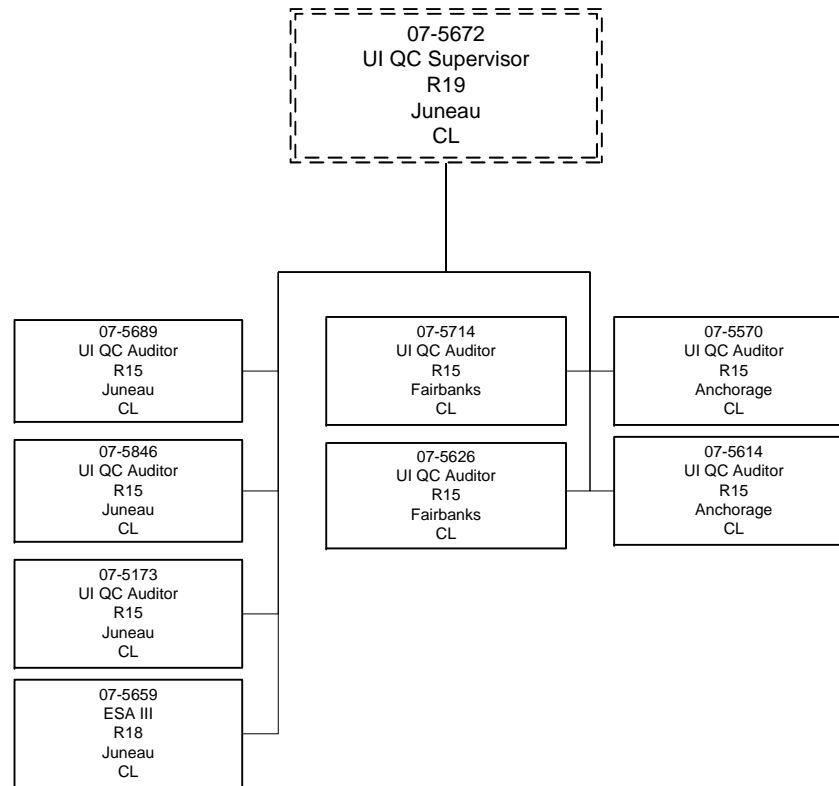 07-5672
UI QC Supervisor
R19
Juneau
CL
07-5689
UI QC Auditor
R15
Juneau
CL
07-5714
UI QC Auditor
R15
Fairbanks
CL
07-5570
UI QC Auditor
R15
Anchorage
CL
07-5846
UI QC Auditor
R15
Juneau
CL
07-5626
UI QC Auditor
R15
Fairbanks
CL
07-5614
UI QC Auditor
R15
Anchorage
CL
07-5173
UI QC Auditor
R15
Juneau
CL
07-5659
ESA III
R18
Juneau
CL